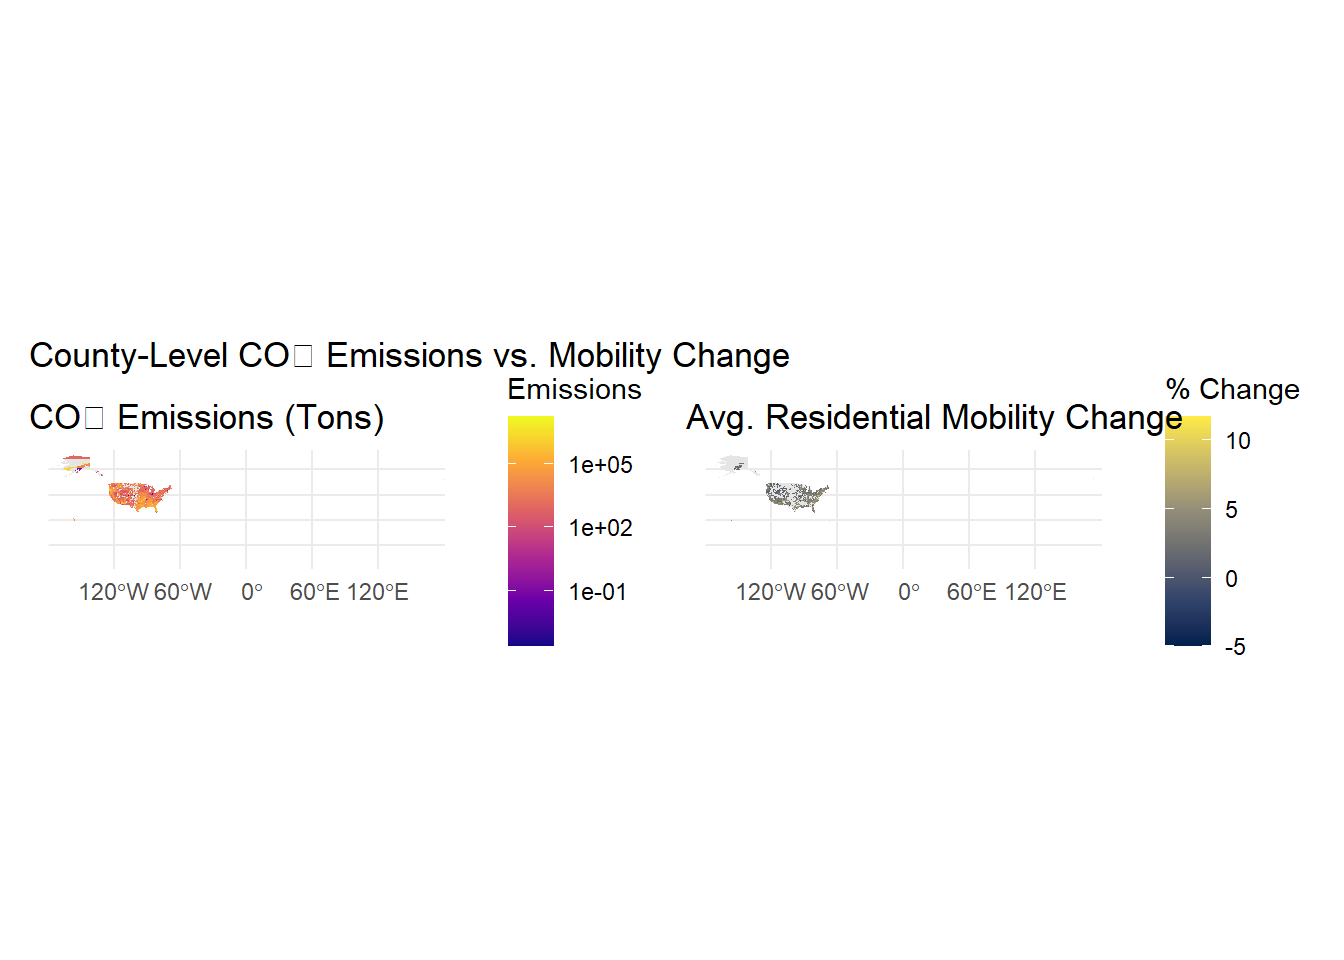 County-Level CO□ Emissions vs. Mobility Change
CO□ Emissions (Tons)
Emissions
1e+05
1e+02
1e-01
120°W 60°W 0° 60°E 120°E
Avg. Residential Mobility Change
% Change
10
5
0
-5
120°W 60°W 0° 60°E 120°E